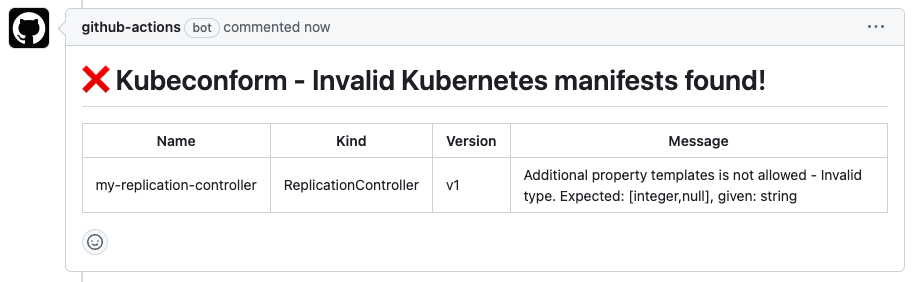 github-actions bot commented now
❌ Kubeconform - Invalid Kubernetes manifests found!
Name Kind Version Message
my-replication-controller ReplicationController v1 Additional property templates is not allowed - Invalid
type. Expected: [integer,null], given: string